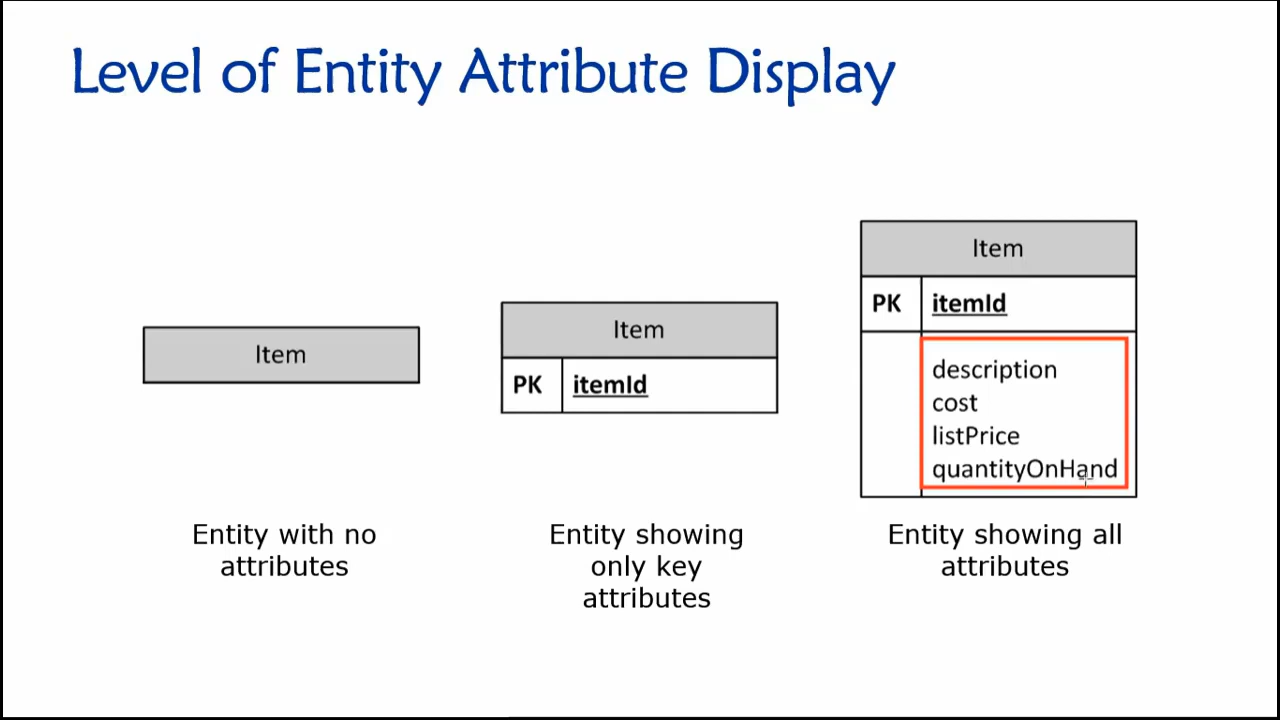 Level of Entity Attribute Display
Item
Entity with no
attributes
Item
PK itemId
Entity showing
only key
attributes
Item
PK itemId
description
cost
listPrice
quantityOnHand
Entity showing all
attributes